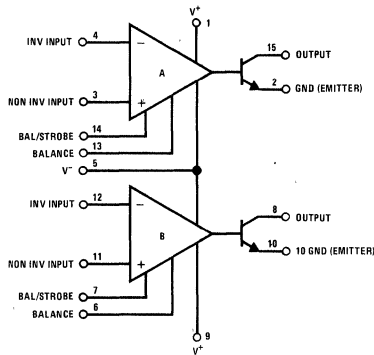 V+
1
INV INPUT 4
−
15 OUTPUT
A
2 GND (EMITTER)
NON INV INPUT 3
+
BAL/STROBE 14
BALANCE 13
V− 5
INV INPUT 12
−
8 OUTPUT
B
10 10 GND (EMITTER)
NON INV INPUT 11
+
BAL/STROBE 7
BALANCE 6
9
V+